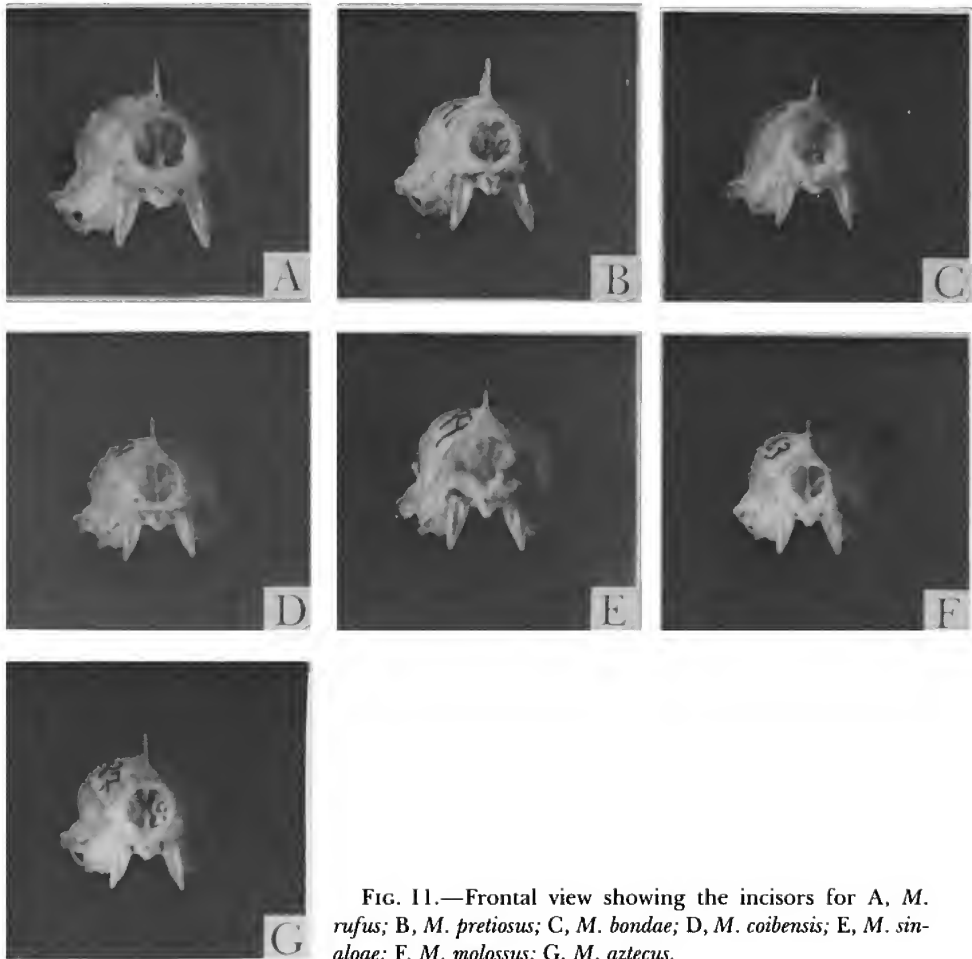 A
B
C
D
E
F
G
FIG. 11.—Frontal view showing the incisors for A, M.
rufus; B, M. pretiosus; C, M. bondae; D, M. coibensis; E, M. sin-
aloae; F, M. molossus; G, M. aztecus.